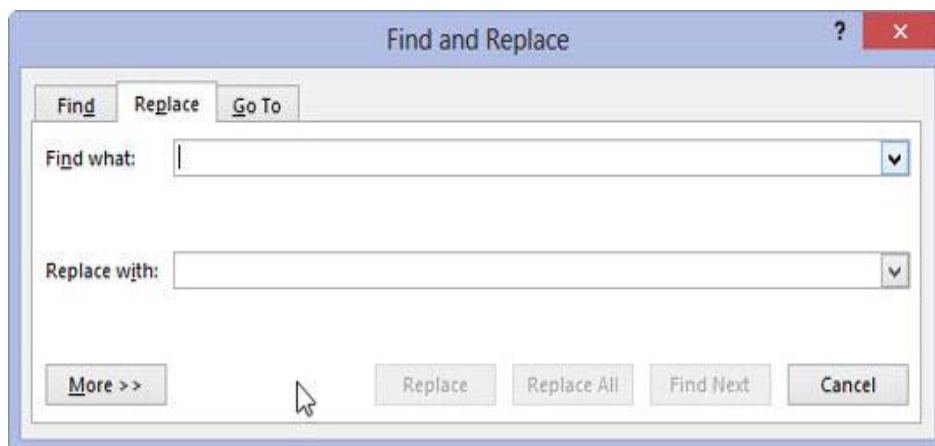 Find and Replace ? ×
Find Replace Go To
Find what:
Replace with:
More >> Replace Replace All Find Next Cancel